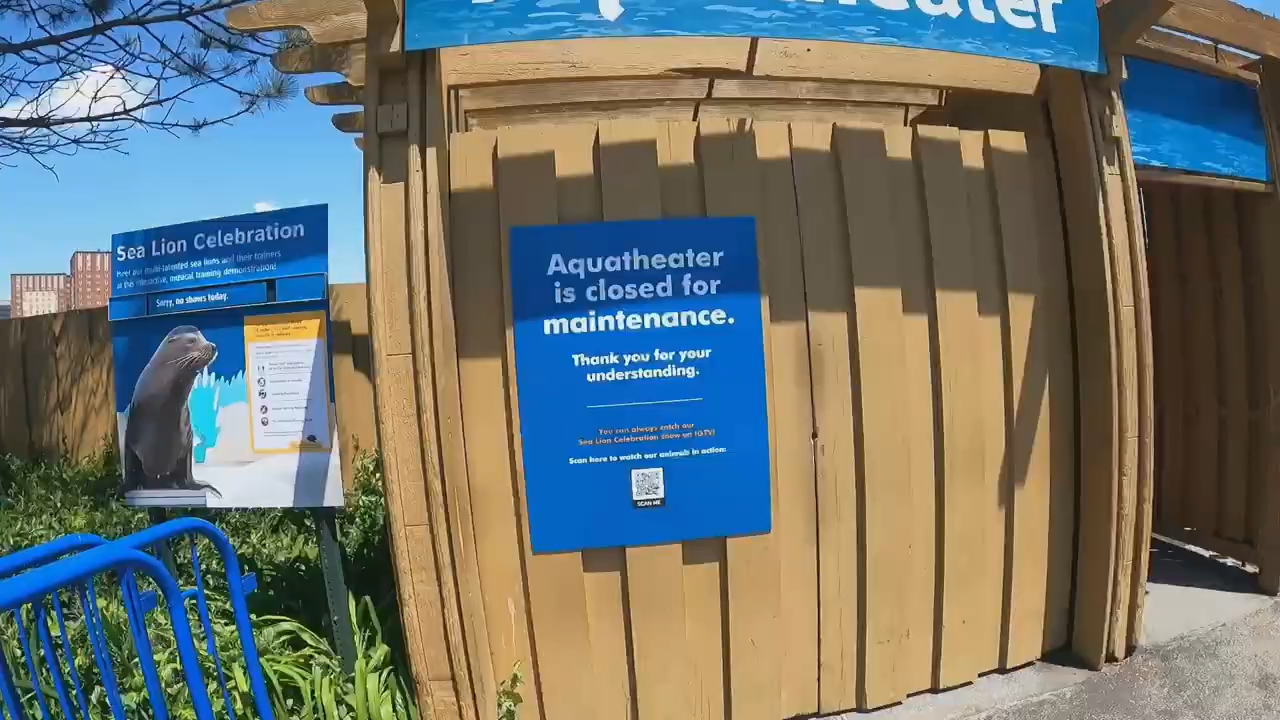 Sea Lion Celebration
Meet our multi-talented sea lions and their trainers
at this interactive, musical training demonstration!
Sorry, no shows today.
Aquatheater
is closed for
maintenance.
Thank you for your
understanding.
You can always catch our
Sea Lion Celebration show on IGTV!
Scan here to watch our animals in action:
SCAN ME